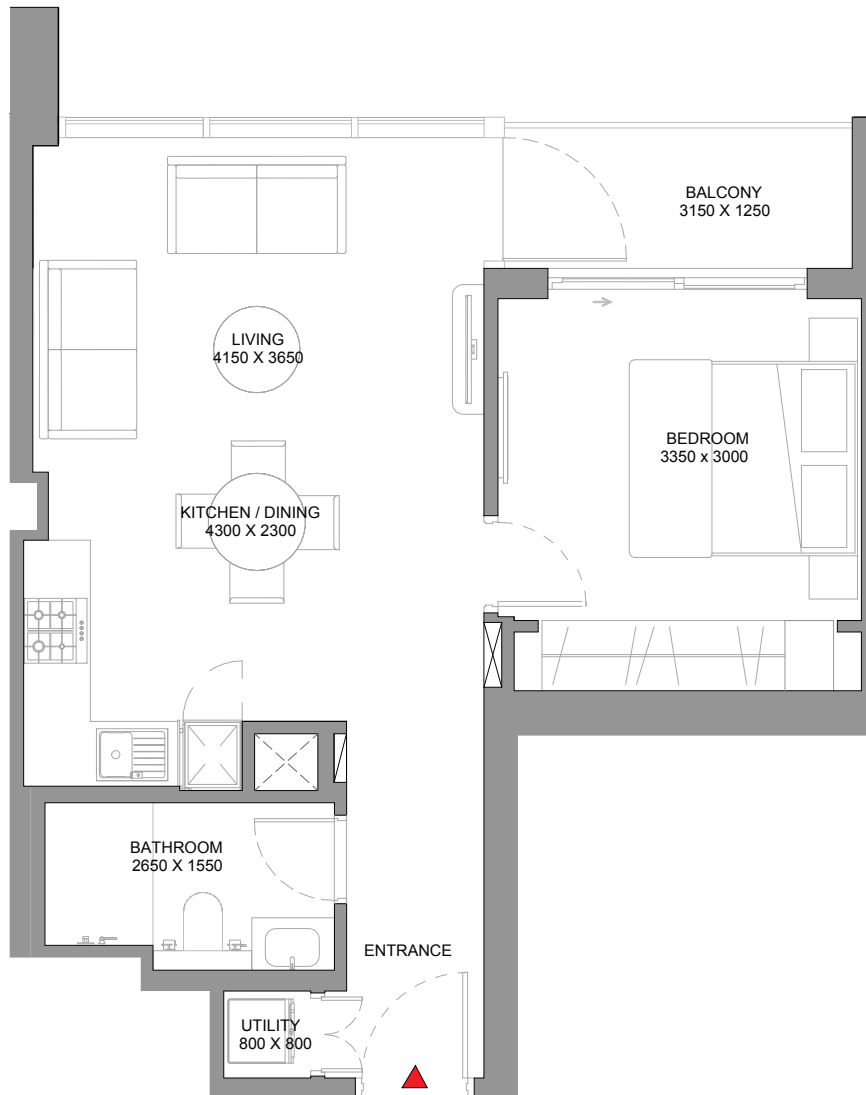 BALCONY
3150 X 1250
LIVING
4150 X 3650
BEDROOM
3350 x 3000
KITCHEN / DINING
4300 X 2300
BATHROOM
2650 X 1550
ENTRANCE
UTILITY
800 X 800